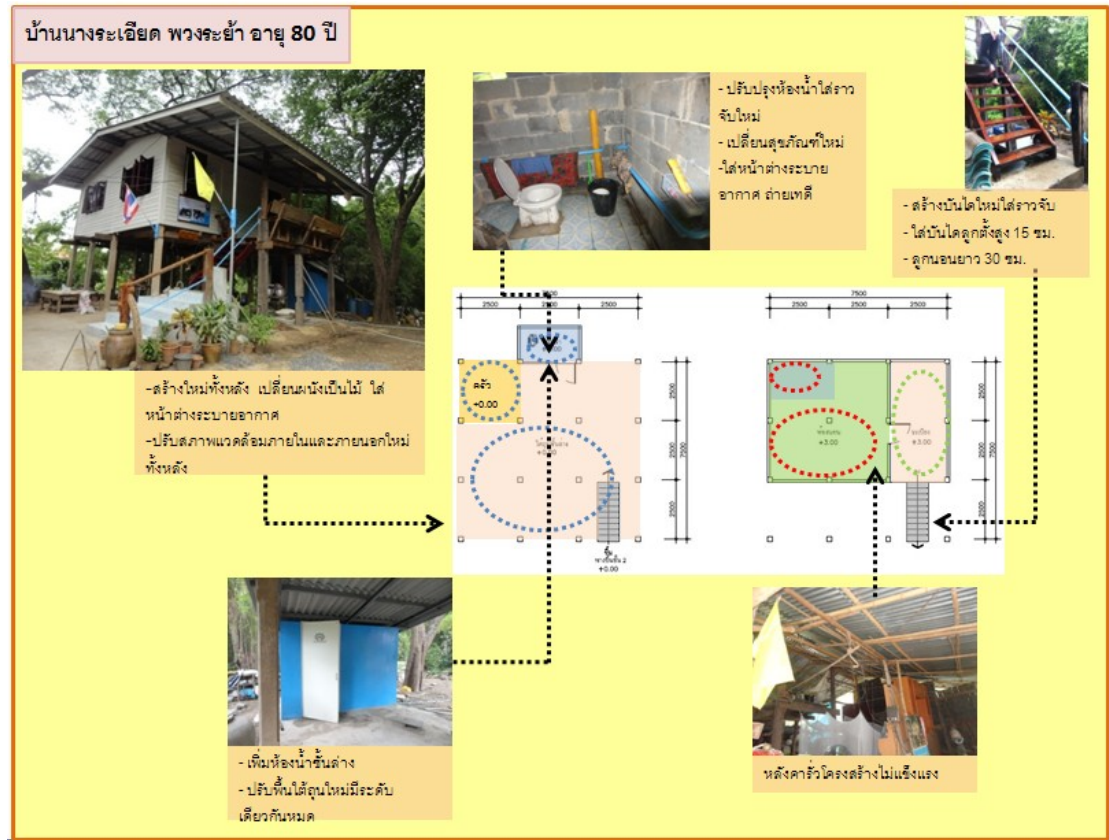 บ้านนางระเอียด พวงระย้า อายุ 80 ปี
- ปรับปรุงห้องน้ำใส่ราว
จับใหม่
- เปลี่ยนสุขภัณฑ์ใหม่
-ใส่หน้าต่างระบาย
อากาศ ถ่ายเทดี
- สร้างบันไดใหม่ใส่ราวจับ
- ใส่บันไดลูกตั้งสูง 15 ซม.
- ลูกนอนยาว 30 ซม.
-สร้างใหม่ทั้งหลัง เปลี่ยนผนังเป็นไม้ ใส่
หน้าต่างระบายอากาศ
-ปรับสภาพแวดล้อมภายในและภายนอกใหม่
ทั้งหลัง
7500
2500 2500 2500
ครัว
+0.00
2500
2500
2500
7500
ขึ้น
+0.00
7500
2500 2500 2500
+3.00
ระเบียง
+3.00
2500
2500
2500
7500
- เพิ่มห้องน้ำชั้นล่าง
- ปรับพื้นใต้ถุนใหม่มีระดับ
เดียวกันหมด
หลังคารั่วโครงสร้างไม่แข็งแรง